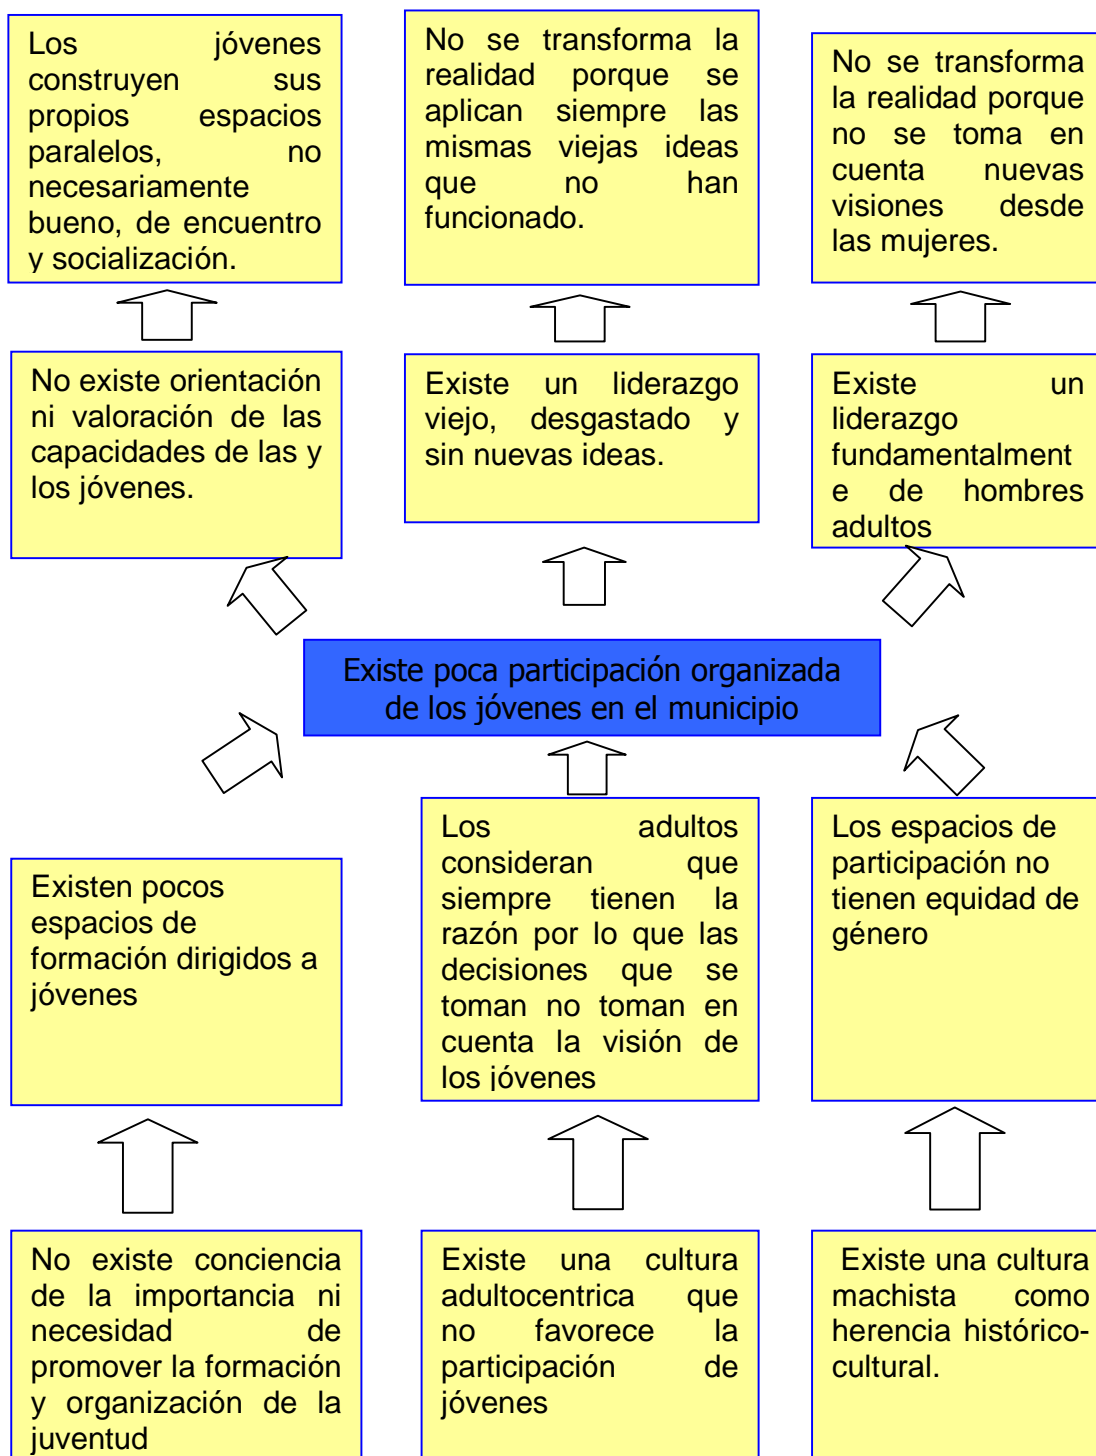 Los jóvenes
construyen sus
propios espacios
paralelos, no
necesariamente
bueno, de encuentro
y socialización.
No se transforma la
realidad porque se
aplican siempre las
mismas viejas ideas
que no han
funcionado.
No se transforma
la realidad porque
no se toma en
cuenta nuevas
visiones desde
las mujeres.
No existe orientación
ni valoración de las
capacidades de las y
los jóvenes.
Existe un liderazgo
viejo, desgastado y
sin nuevas ideas.
Existe un
liderazgo
fundamentalment
e de hombres
adultos
Existe poca participación organizada
de los jóvenes en el municipio
Existen pocos
espacios de
formación dirigidos a
jóvenes
Los adultos
consideran que
siempre tienen la
razón por lo que las
decisiones que se
toman no toman en
cuenta la visión de
los jóvenes
Los espacios de
participación no
tienen equidad de
género
No existe conciencia
de la importancia ni
necesidad de
promover la formación
y organización de la
juventud
Existe una cultura
adultocentrica que
no favorece la
participación de
jóvenes
Existe una cultura
machista como
herencia histórico-
cultural.